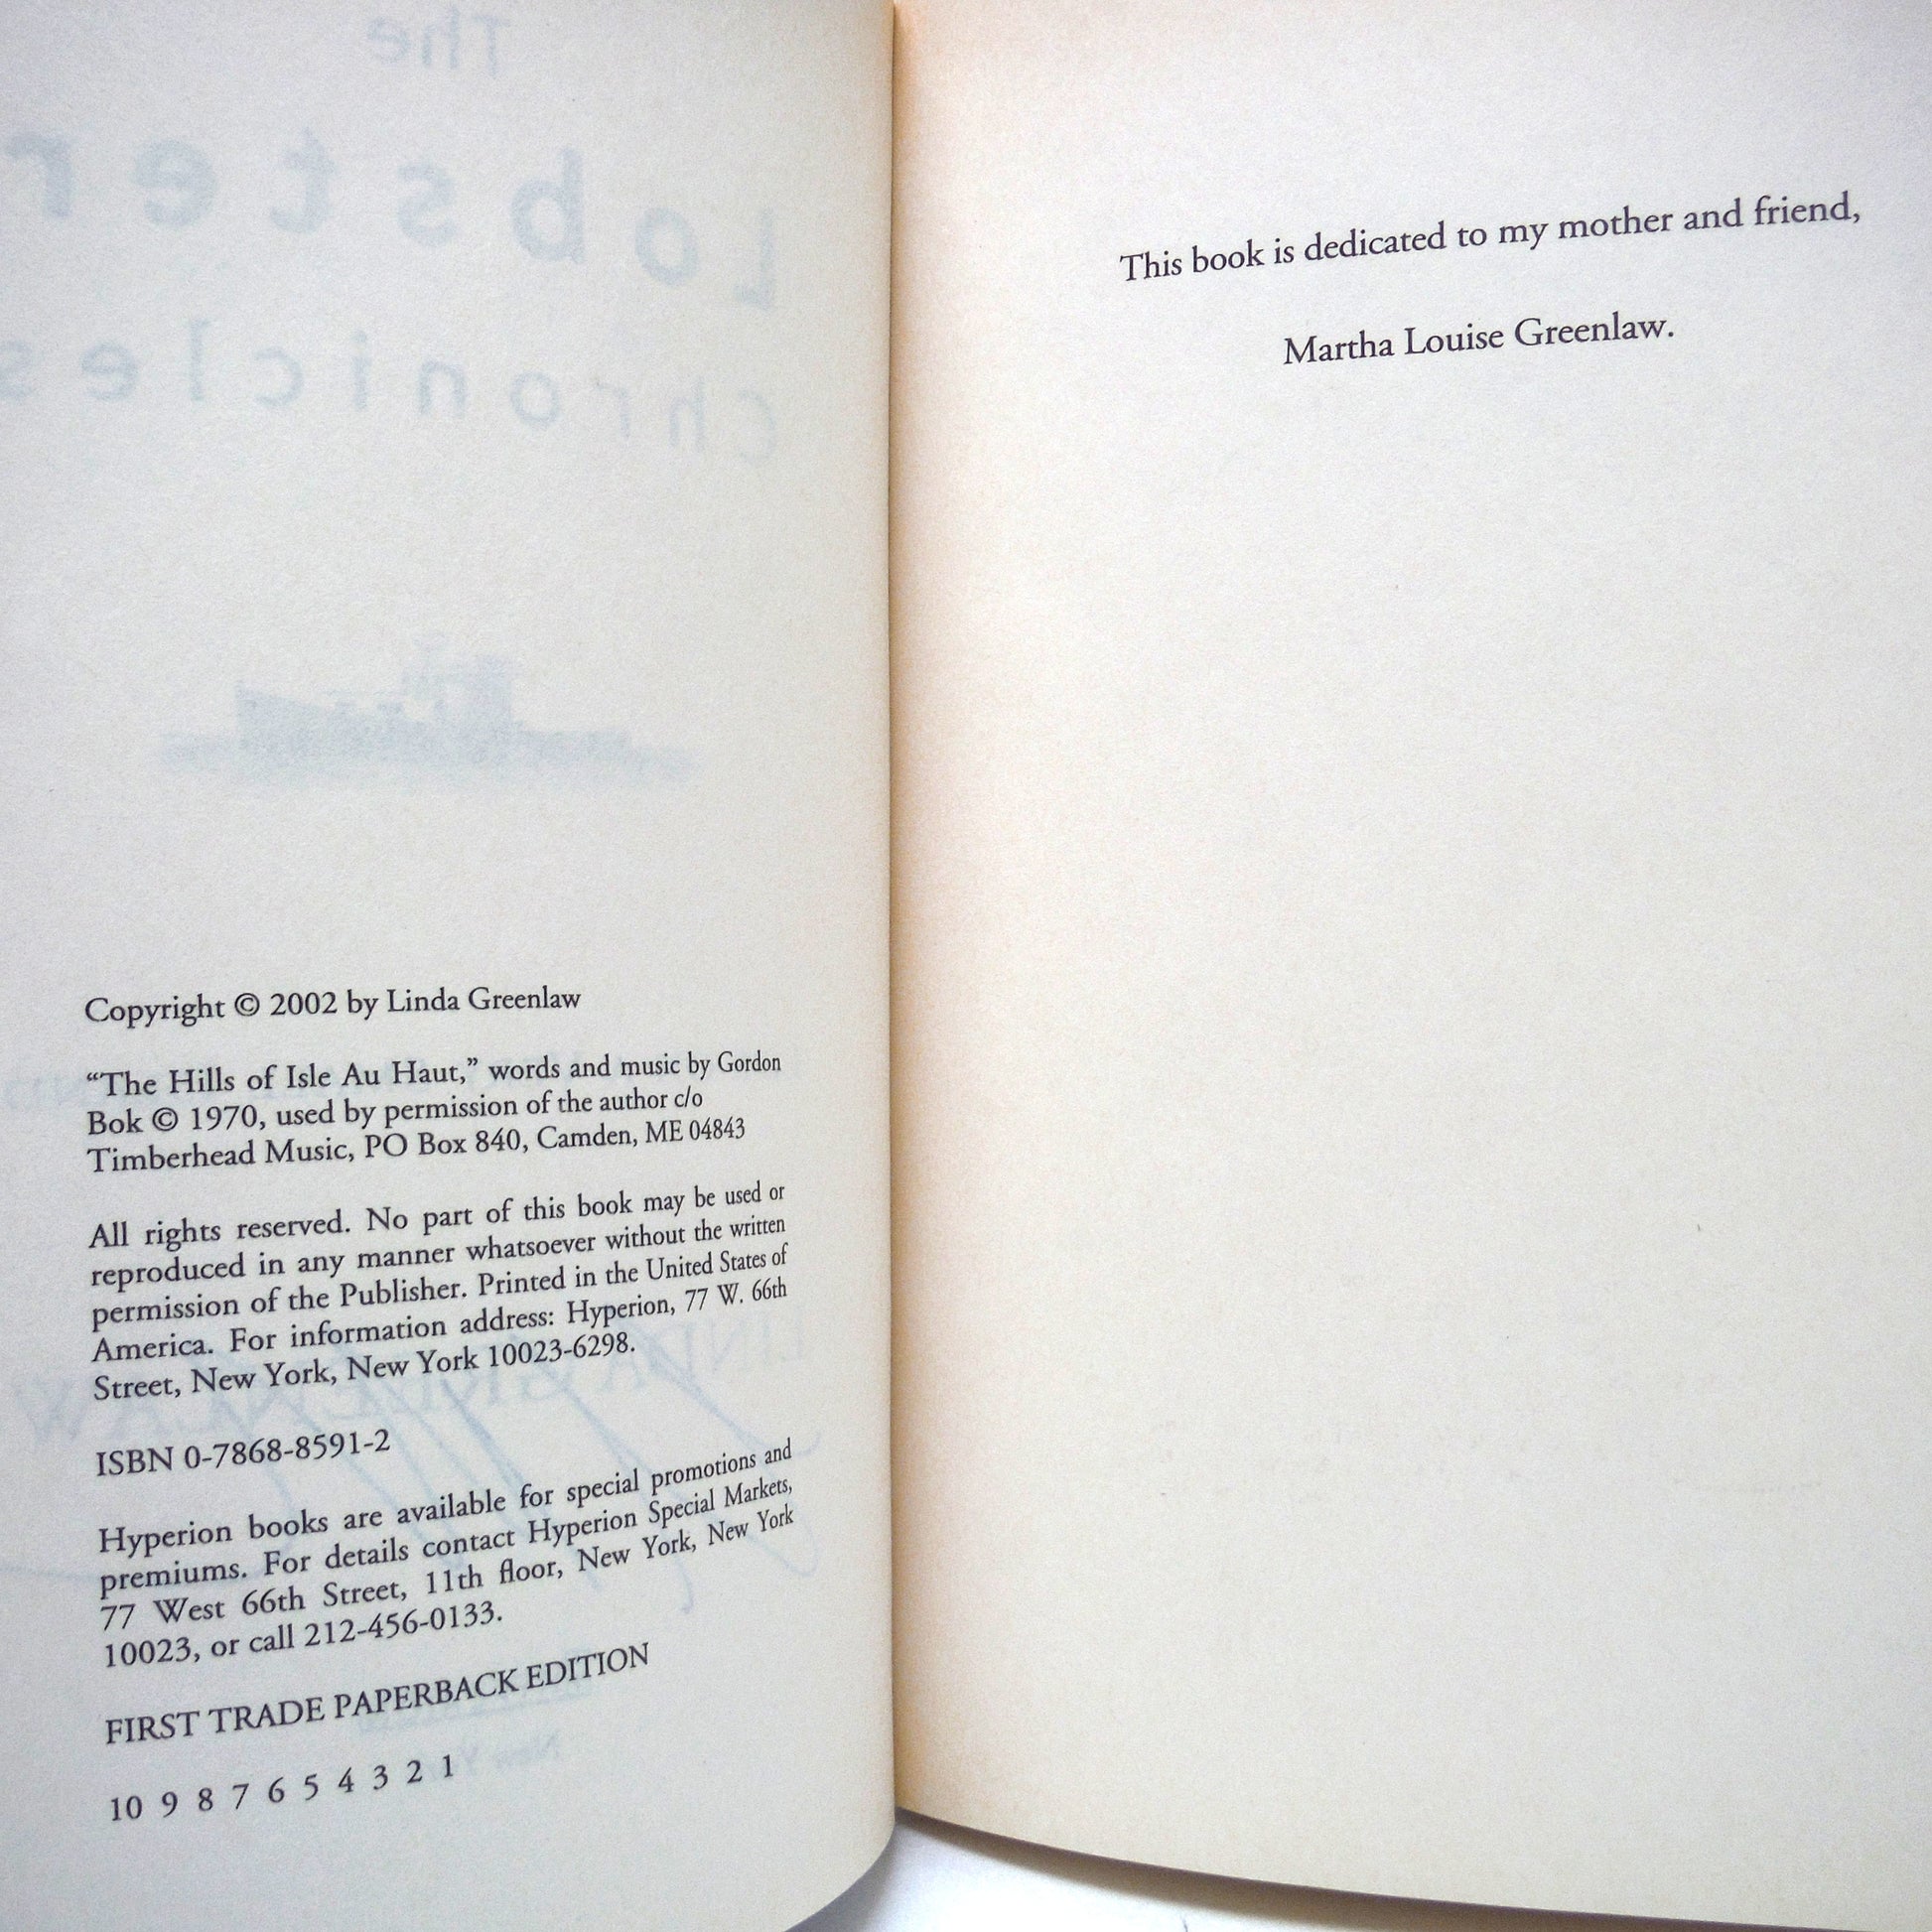 The
Lobster
chronicles
Copyright © 2002 by Linda Greenlaw
“The Hills of Isle Au Haut,” words and music by Gordon
Bok © 1970, used by permission of the author c/o
Timberhead Music, PO Box 840, Camden, ME 04843
All rights reserved. No part of this book may be used or
reproduced in any manner whatsoever without the written
permission of the Publisher. Printed in the United States of
America. For information address: Hyperion, 77 W. 66th
Street, New York, New York 10023-6298.
ISBN 0-7868-8591-2
Hyperion books are available for special promotions and
premiums. For details contact Hyperion Special Markets,
77 West 66th Street, 11th floor, New York, New York
10023, or call 212-456-0133.
FIRST TRADE PAPERBACK EDITION
10 9 8 7 6 5 4 3 2 1
This book is dedicated to my mother and friend,
Martha Louise Greenlaw.